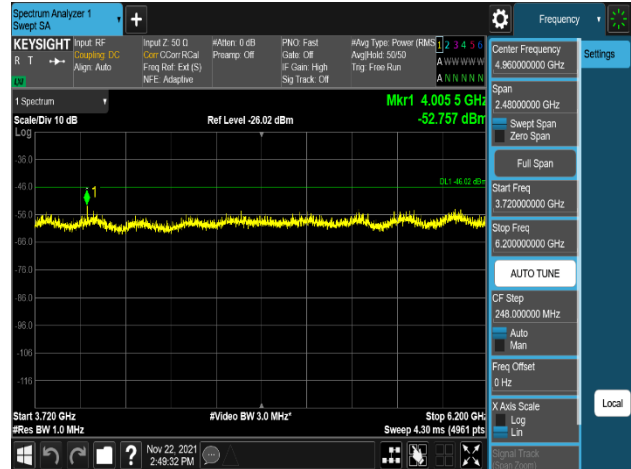 Spectrum Analyzer 1
Swept SA
Frequency
KEYSIGHT
R T
LXI
Input: RF
Coupling: DC
Align: Auto
Input Z: 50 Ω
Corr CCorr RCal
Freq Ref: Ext (S)
NFE: Adaptive
#Atten: 0 dB
Preamp: Off
PNO: Fast
Gate: Off
IF Gain: High
Sig Track: Off
#Avg Type: Power (RMS
Avg|Hold: 50/50
Trig: Free Run
1 2 3 4 5 6
A W W W W W
A N N N N N
1 Spectrum
Scale/Div 10 dB
Log
Ref Level -26.02 dBm
Mkr1 4.005 5 GHz
-52.757 dBm
-36.0
-46.0
-56.0
-66.0
-76.0
-86.0
-96.0
-106
-116
1
DL1 -46.02 dBm
Start 3.720 GHz
#Res BW 1.0 MHz
#Video BW 3.0 MHz*
Stop 6.200 GHz
Sweep 4.30 ms (4961 pts
Nov 22, 2021
2:49:32 PM
Center Frequency
4.960000000 GHz
Span
2.48000000 GHz
Swept Span
Zero Span
Full Span
Start Freq
3.720000000 GHz
Stop Freq
6.200000000 GHz
AUTO TUNE
CF Step
248.000000 MHz
Auto
Man
Freq Offset
0 Hz
X Axis Scale
Log
Lin
Signal Track
(Span Zoom)
Settings
Local